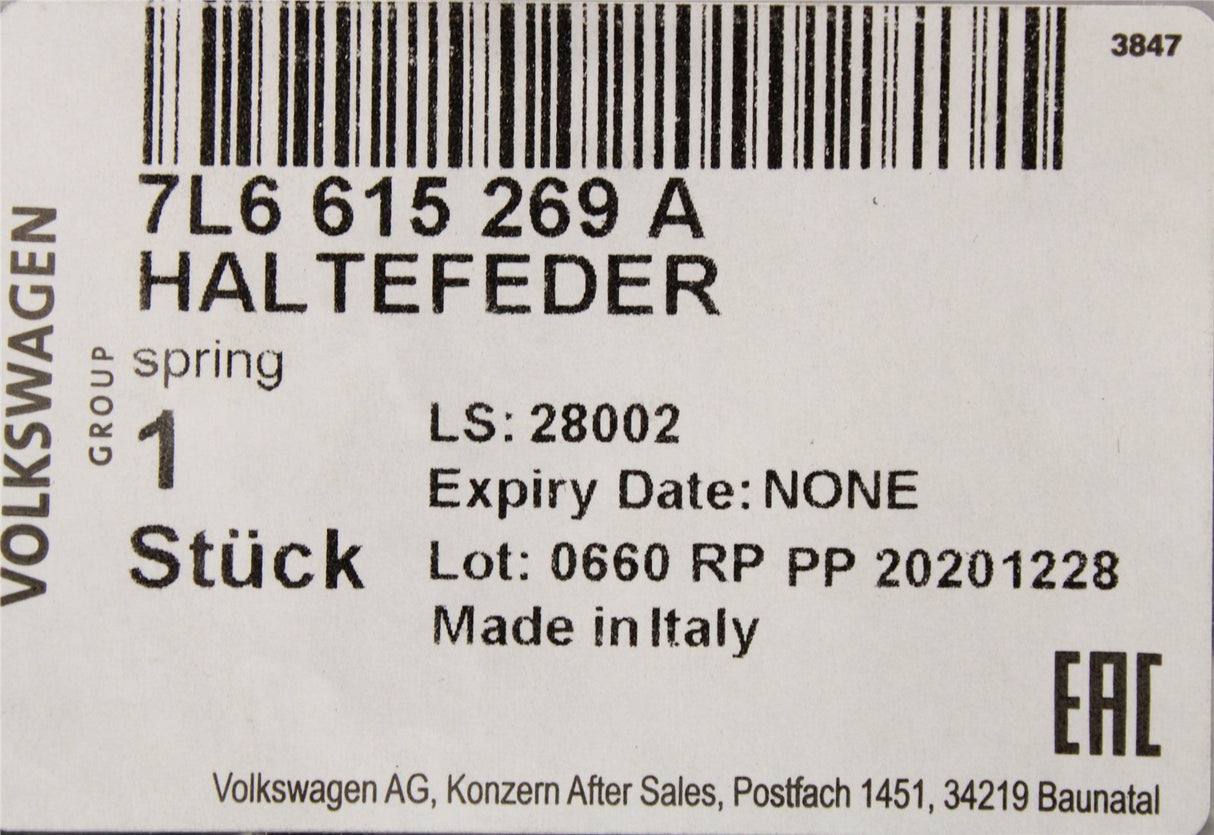 3847
7L6 615 269 A
HALTEFEDER
spring
1
Stück
LS: 28002
Expiry Date: NONE
Lot: 0660 RP PP 20201228
Made in Italy
VOLKSWAGEN
GROUP
EAC
Volkswagen AG, Konzern After Sales, Postfach 1451, 34219 Baunatal